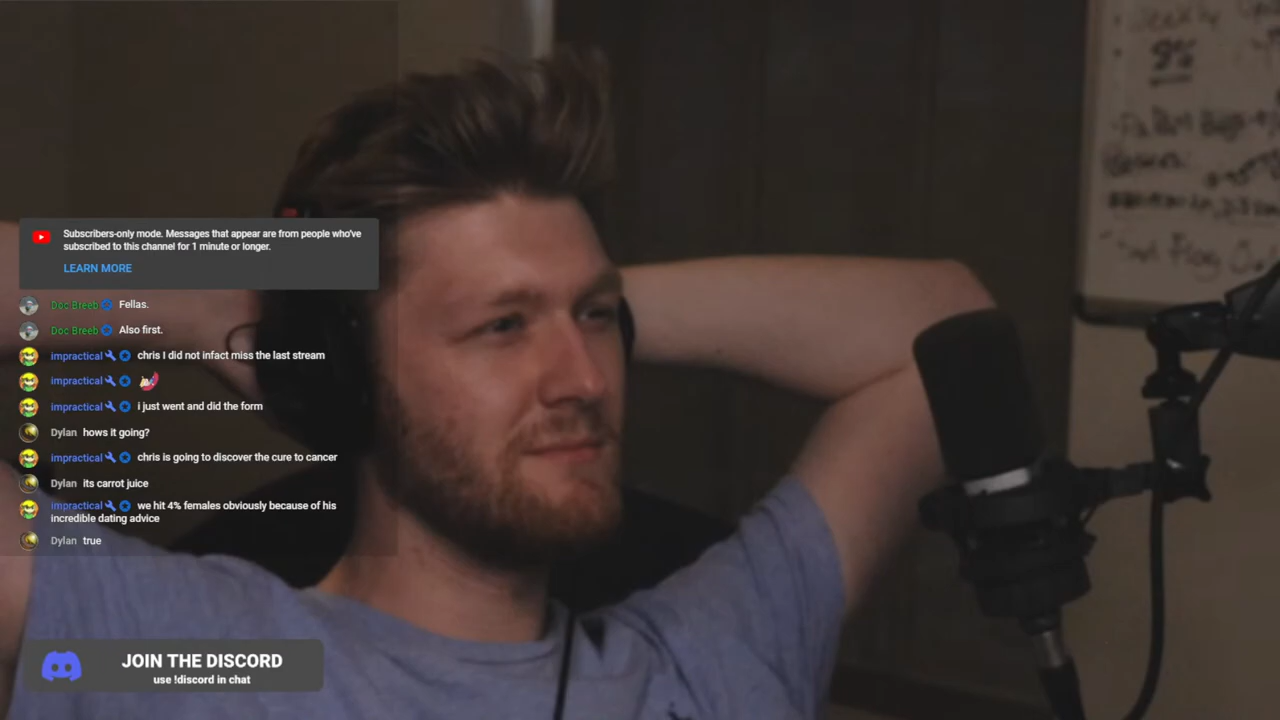 Weekly
Subscribers-only mode. Messages that appear are from people who've
subscribed to this channel for 1 minute or longer.
LEARN MORE
Doc Breeb Fellas.
Doc Breeb Also first.
impractical chris I did not infact miss the last stream
impractical
impractical i just went and did the form
Dylan hows it going?
impractical chris is going to discover the cure to cancer
Dylan its carrot juice
impractical we hit 4% females obviously because of his
incredible dating advice
Dylan true
JOIN THE DISCORD
use !discord in chat